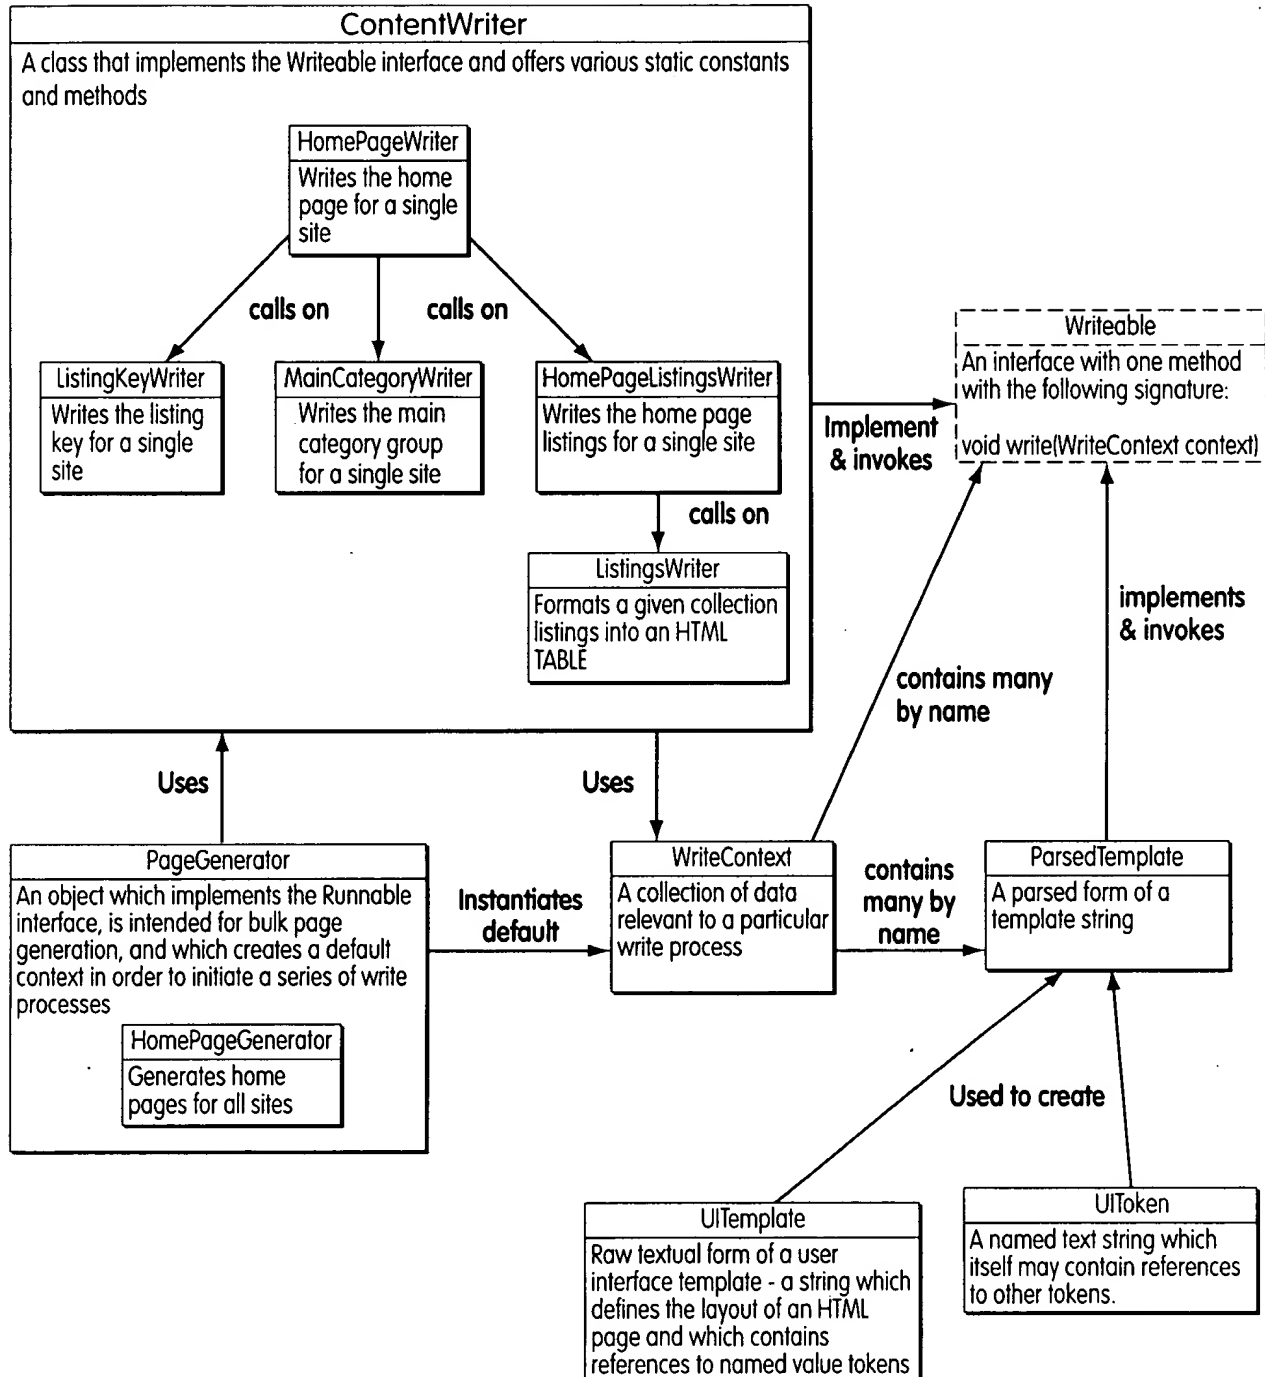 ContentWriter
A class that implements the Writeable interface and offers various static constants
and methods
HomePageWriter
Writes the home
page for a single
site
calls on
calls on
ListingKeyWriter
Writes the listing
key for a single
site
MainCategoryWriter
Writes the main
category group
for a single site
HomePageListingsWriter
Writes the home page
listings for a single site
calls on
ListingsWriter
Formats a given collection
listings into an HTML
TABLE
Implement
& invokes
Writeable
An interface with one method
with the following signature:
void write(WriteContext context)
implements
& invokes
contains many
by name
Uses
Uses
PageGenerator
An object which implements the Runnable
interface, is intended for bulk page
generation, and which creates a default
context in order to initiate a series of write
processes
HomePageGenerator
Generates home
pages for all sites
Instantiates
default
WriteContext
A collection of data
relevant to a particular
write process
contains
many by
name
ParsedTemplate
A parsed form of a
template string
Used to create
UITemplate
Raw textual form of a user
interface template - a string which
defines the layout of an HTML
page and which contains
references to named value tokens
UIToken
A named text string which
itself may contain references
to other tokens.